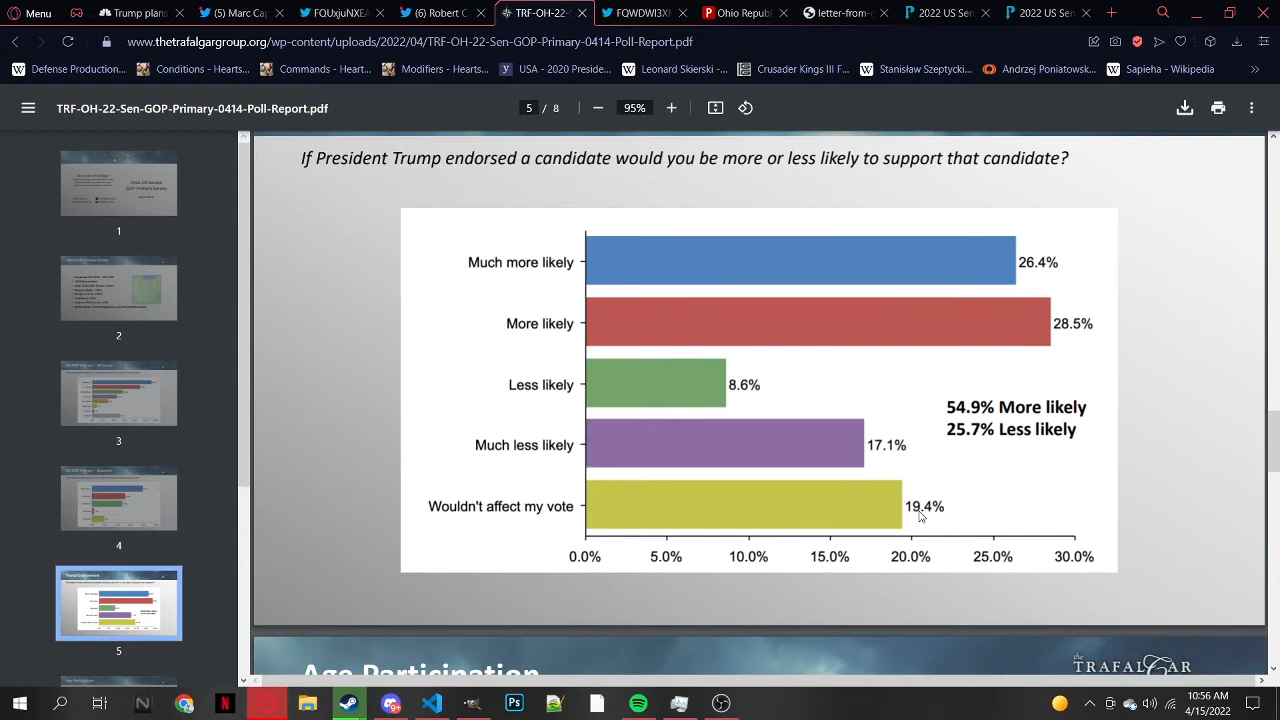 Menu
Trump plans
(5) Marc Cap
FQUxjuNXEA
(6) Robert C.
TRF-OH-22-
FQWDWI3XN
Ohio Republ
letter-from-c
2022 US Sen
2022 US Sen
www.thetrafalgargroup.org/wp-content/uploads/2022/04/TRF-OH-22-Sen-GOP-Primary-0414-Poll-Report.pdf
Defense Production...
Conditions - Hearts...
Commands - Heart...
Modifiers - Hearts...
USA - 2020 Preside...
Leonard Skierski -...
Crusader Kings III F...
Stanisław Szeptycki...
Andrzej Poniatows...
Sapieha - Wikipedia
TRF-OH-22-Sen-GOP-Primary-0414-Poll-Report.pdf
5 / 8
95%
If President Trump endorsed a candidate would you be more or less likely to support that candidate?
Much more likely
26.4%
More likely
28.5%
Less likely
8.6%
54.9% More likely
25.7% Less likely
Much less likely
17.1%
Wouldn't affect my vote
19.4%
0.0% 5.0% 10.0% 15.0% 20.0% 25.0% 30.0%
Age Participation
the
TRAFALGAR
1
2
3
4
5
10:56 AM
4/15/2022